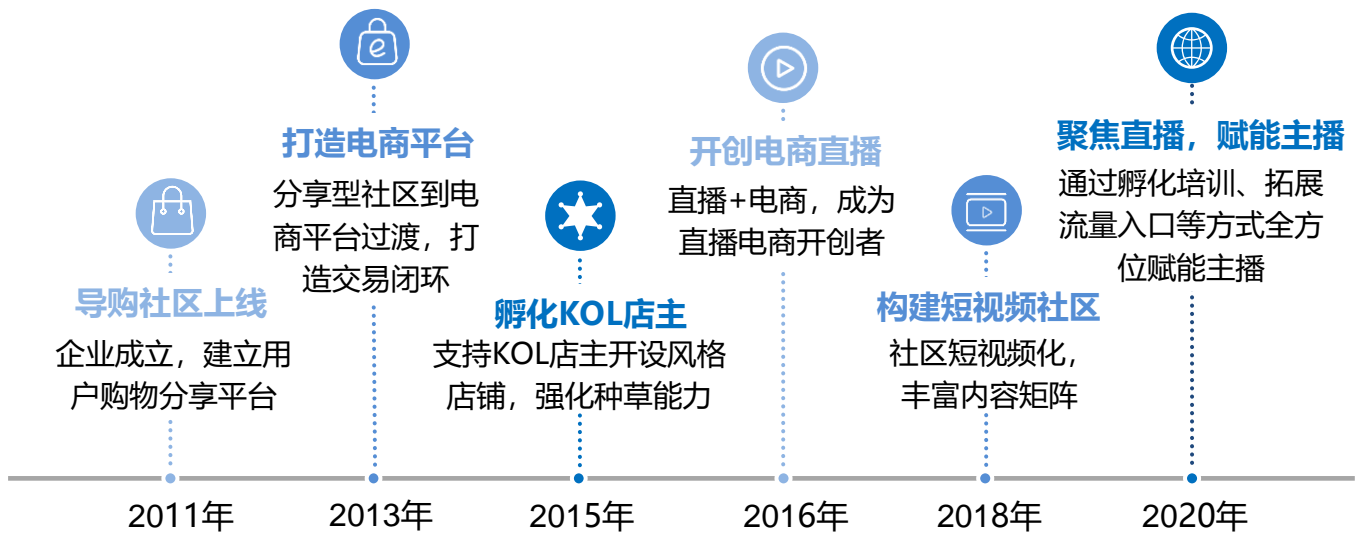 导购社区上线
企业成立，建立用
户购物分享平台
2011年
打造电商平台
分享型社区到电
商平台过渡，打
造交易闭环
2013年
孵化KOL店主
支持KOL店主开设风格
店铺，强化种草能力
2015年
开创电商直播
直播+电商，成为
直播电商开创者
2016年
构建短视频社区
社区短视频化，
丰富内容矩阵
2018年
聚焦直播，赋能主播
通过孵化培训、拓展
流量入口等方式全方
位赋能主播
2020年